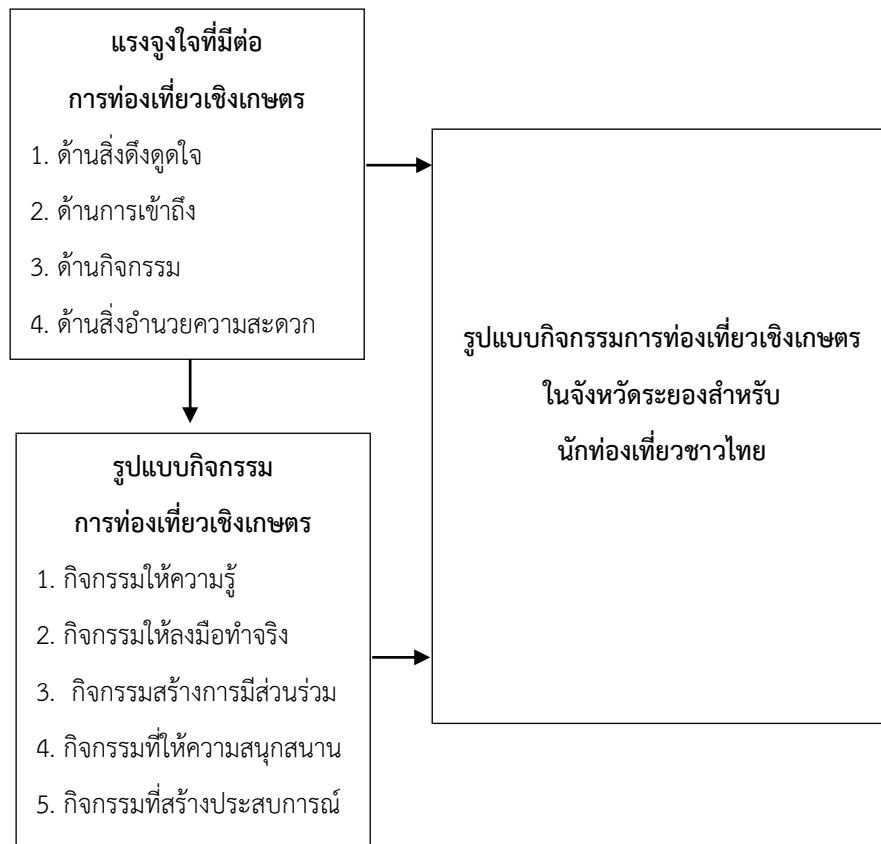 แรงจูงใจที่มีต่อ
การท่องเที่ยวเชิงเกษตร
1. ด้านสิ่งดึงดูดใจ
2. ด้านการเข้าถึง
3. ด้านกิจกรรม
4. ด้านสิ่งอำนวยความสะดวก
รูปแบบกิจกรรม
การท่องเที่ยวเชิงเกษตร
1. กิจกรรมให้ความรู้
2. กิจกรรมให้ลงมือทำจริง
3. กิจกรรมสร้างการมีส่วนร่วม
4. กิจกรรมที่ให้ความสนุกสนาน
5. กิจกรรมที่สร้างประสบการณ์
รูปแบบกิจกรรมการท่องเที่ยวเชิงเกษตร
ในจังหวัดระยองสำหรับ
นักท่องเที่ยวชาวไทย